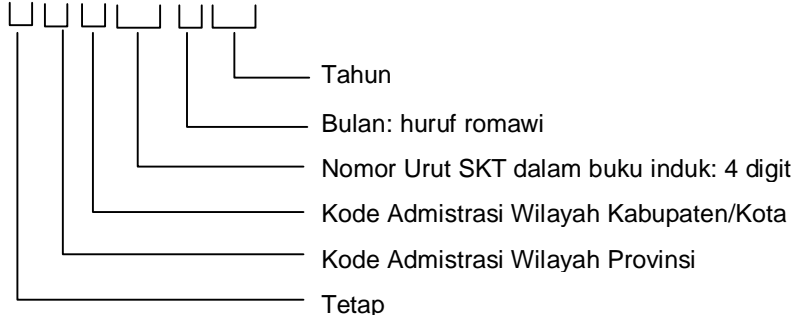 Tahun
Bulan: huruf romawi
Nomor Urut SKT dalam buku induk: 4 digit
Kode Admistrasi Wilayah Kabupaten/Kota
Kode Admistrasi Wilayah Provinsi
Tetap